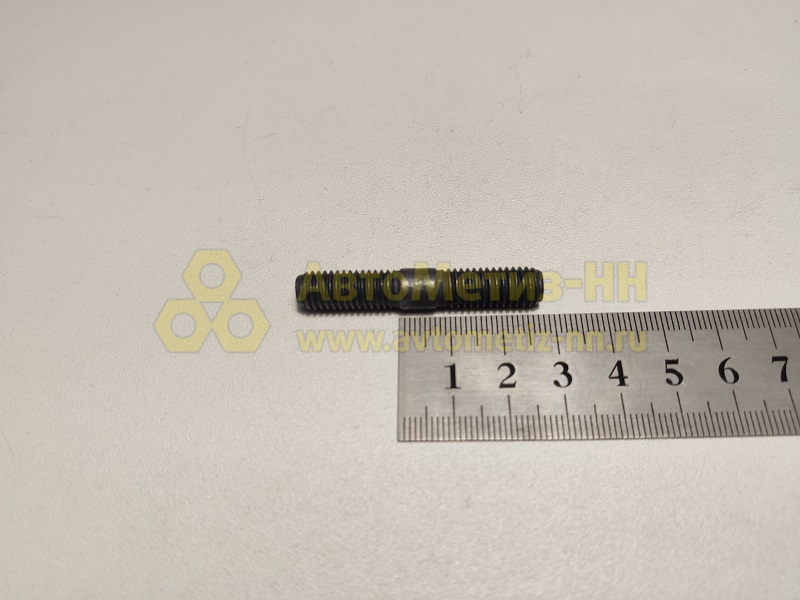 АвтоМетиз-НН
www.avtometiz-nn.ru
1 2 3 4 5 6 7